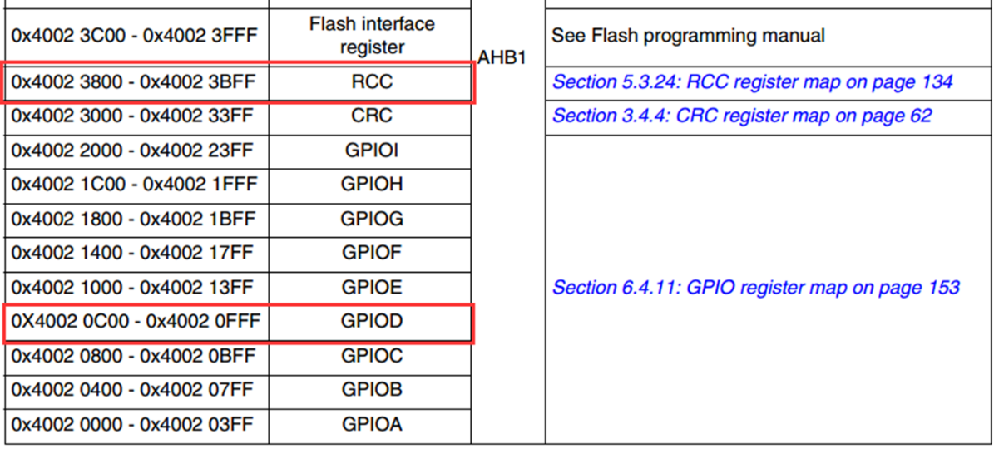 0x4002 3C00 - 0x4002 3FFF Flash interface register AHB1 See Flash programming manual
0x4002 3800 - 0x4002 3BFF RCC Section 5.3.24: RCC register map on page 134
0x4002 3000 - 0x4002 33FF CRC Section 3.4.4: CRC register map on page 62
0x4002 2000 - 0x4002 23FF GPIOI
0x4002 1C00 - 0x4002 1FFF GPIOH
0x4002 1800 - 0x4002 1BFF GPIOG
0x4002 1400 - 0x4002 17FF GPIOF
0x4002 1000 - 0x4002 13FF GPIOE Section 6.4.11: GPIO register map on page 153
0X4002 0C00 - 0x4002 0FFF GPIOD
0x4002 0800 - 0x4002 0BFF GPIOC
0x4002 0400 - 0x4002 07FF GPIOB
0x4002 0000 - 0x4002 03FF GPIOA